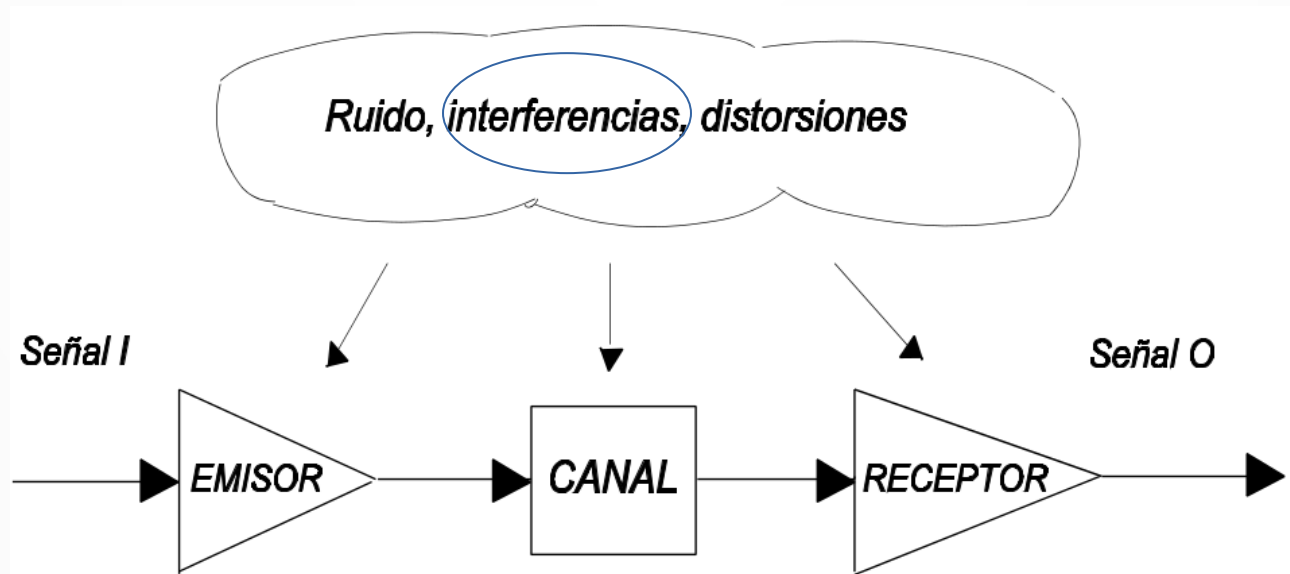 Ruido, interferencias, distorsiones
Señal I
Señal O
EMISOR
CANAL
RECEPTOR